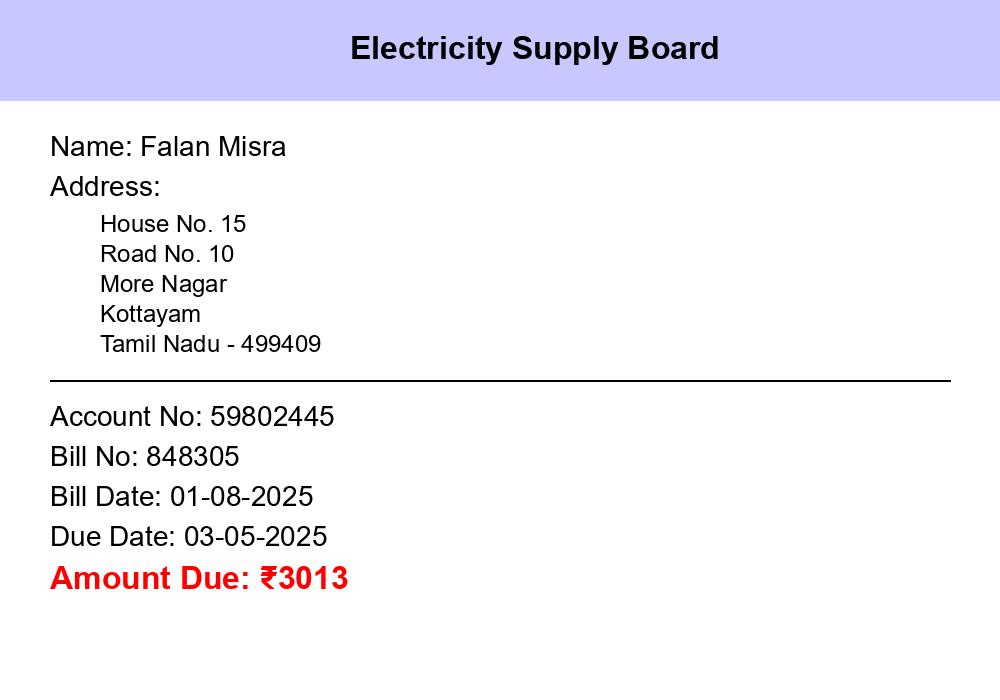 Electricity Supply Board
Name: Falan Misra
Address:
House No. 15
Road No. 10
More Nagar
Kottayam
Tamil Nadu - 499409
Account No: 59802445
Bill No: 848305
Bill Date: 01-08-2025
Due Date: 03-05-2025
Amount Due: ₹3013